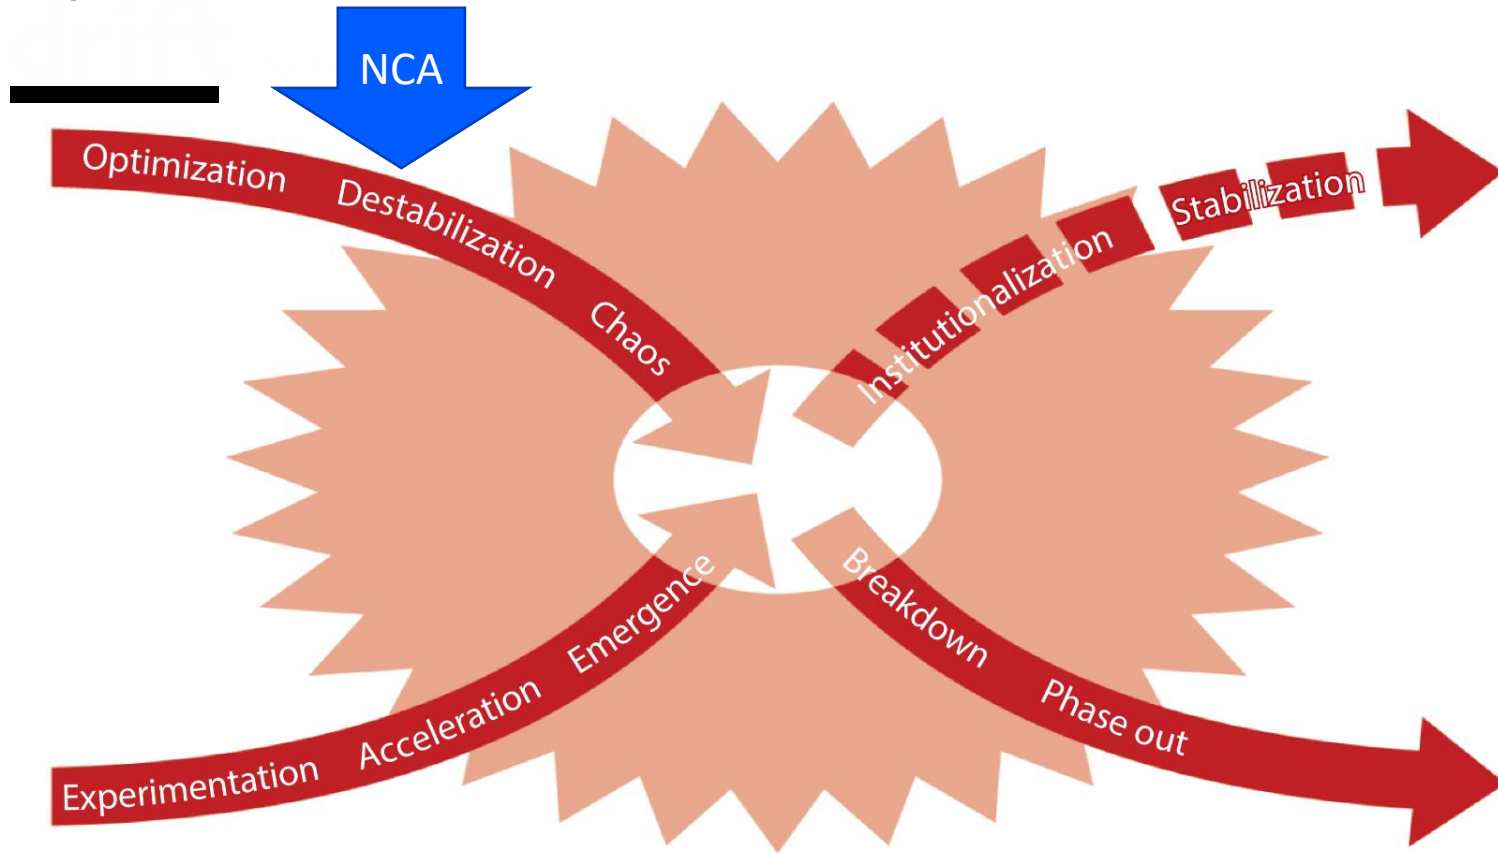 NCA
Optimization
Destabilization
Chaos
Institutionalization
Stabilization
Experimentation
Acceleration
Emergence
Breakdown
Phase out